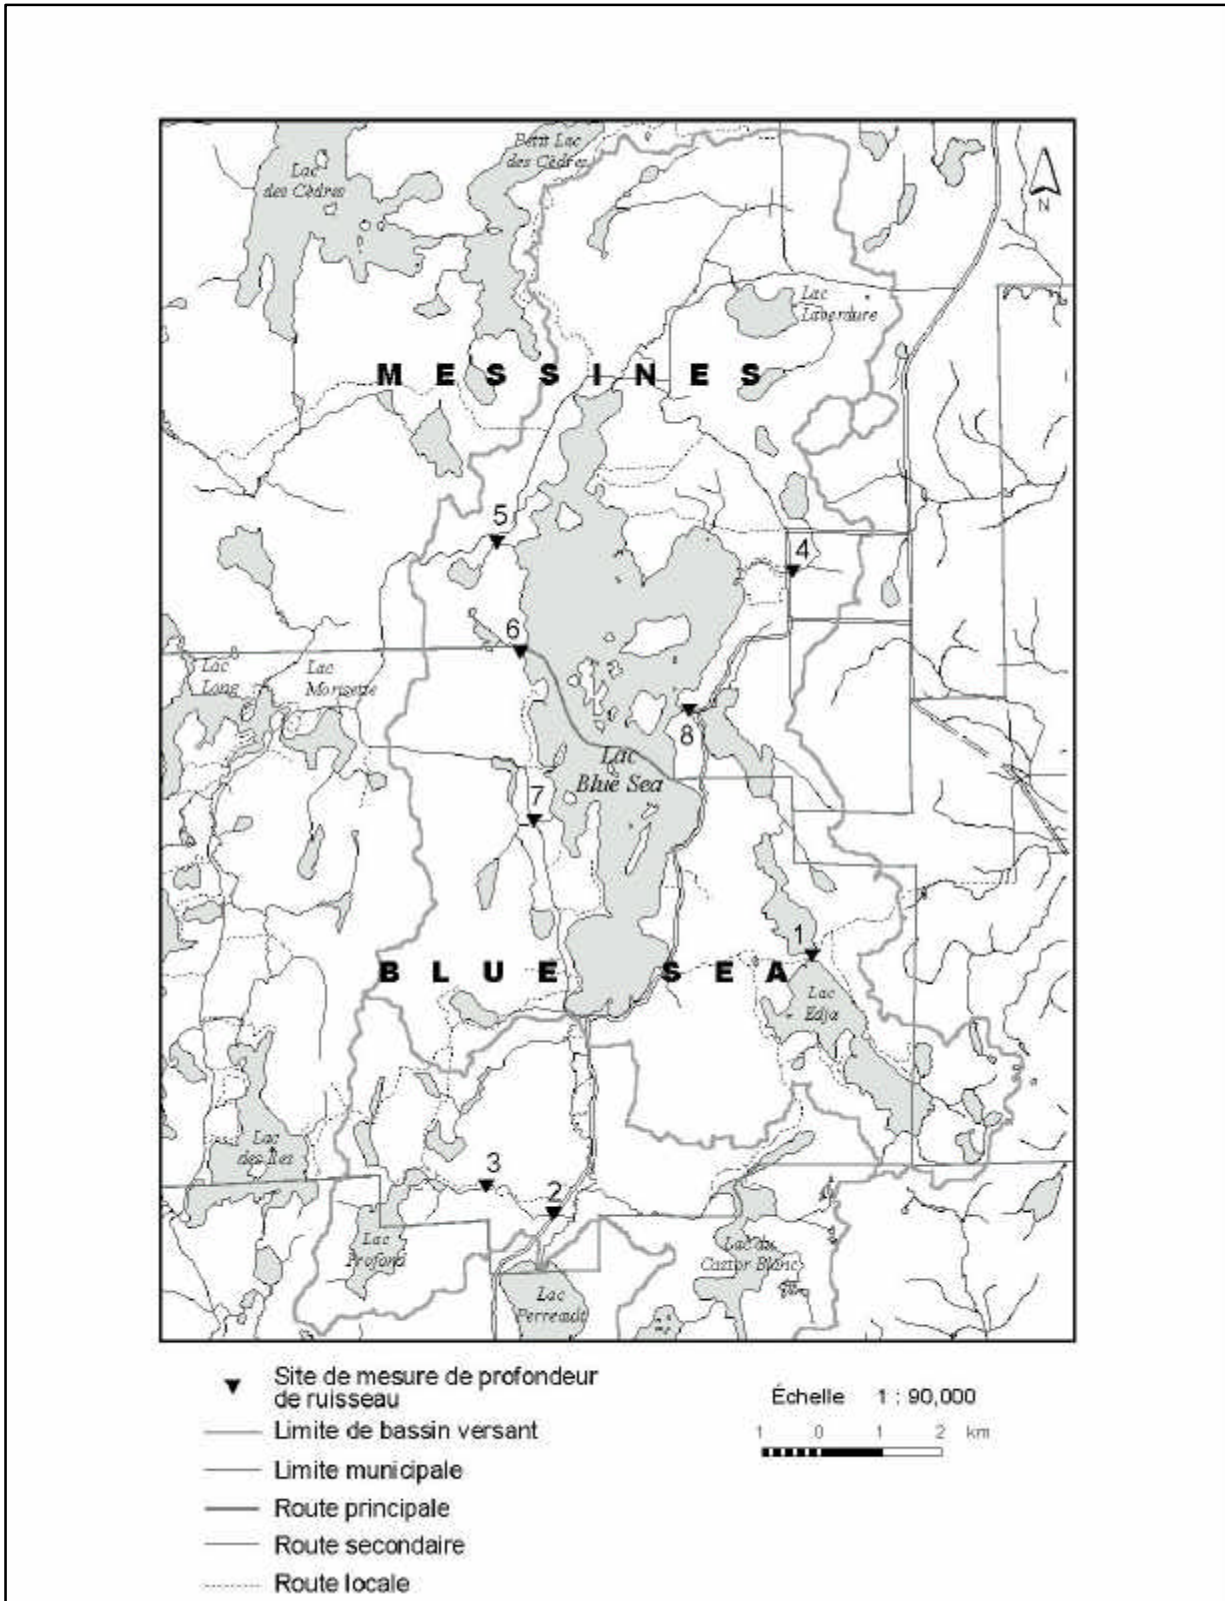 Petit Lac
des Cèdres
Lac
des Cèdres
N
Lac
Laverdure
M E S S I N E S
5
4
6
Lac
Long
Lac
Morissette
8
Lac
Blue Sea
7
1
B L U E S E A
Lac
Edja
Lac
des Iles
3
2
Lac
Profond
Lac du
Castor Blanc
Lac
Perreault
Site de mesure de profondeur
de ruisseau
Limite de bassin versant
Limite municipale
Route principale
Route secondaire
Route locale
Échelle 1 : 90,000
1 0 1 2 km